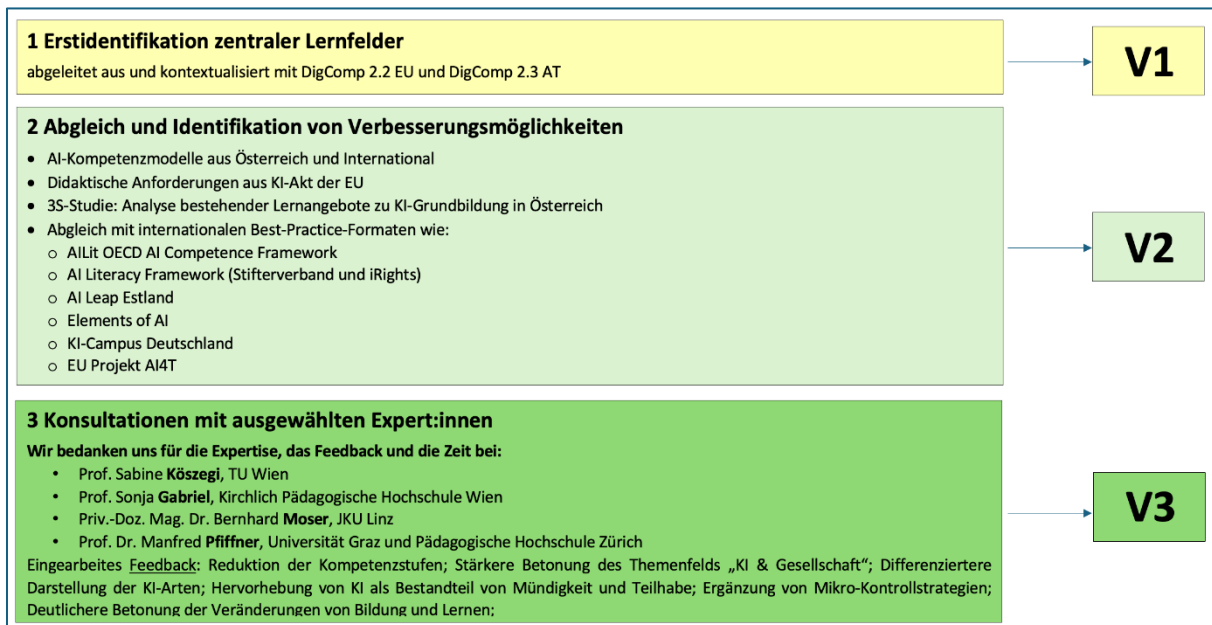 1 Erstidentifikation zentraler Lernfelder
abgeleitet aus und kontextualisiert mit DigComp 2.2 EU und DigComp 2.3 AT
V1
2 Abgleich und Identifikation von Verbesserungsmöglichkeiten
• AI-Kompetenzmodelle aus Österreich und International
• Didaktische Anforderungen aus KI-Akt der EU
• 3S-Studie: Analyse bestehender Lernangebote zu KI-Grundbildung in Österreich
• Abgleich mit internationalen Best-Practice-Formaten wie:
o AILit OECD AI Competence Framework
o AI Literacy Framework (Stifterverband und iRights)
o AI Leap Estland
o Elements of AI
o KI-Campus Deutschland
o EU Projekt AI4T
V2
3 Konsultationen mit ausgewählten Expert:innen
Wir bedanken uns für die Expertise, das Feedback und die Zeit bei:
• Prof. Sabine Köszegi, TU Wien
• Prof. Sonja Gabriel, Kirchlich Pädagogische Hochschule Wien
• Priv.-Doz. Mag. Dr. Bernhard Moser, JKU Linz
• Prof. Dr. Manfred Pfiffner, Universität Graz und Pädagogische Hochschule Zürich
Eingearbeites Feedback: Reduktion der Kompetenzstufen; Stärkere Betonung des Themenfelds „KI & Gesellschaft“; Differenziertere
Darstellung der KI-Arten; Hervorhebung von KI als Bestandteil von Mündigkeit und Teilhabe; Ergänzung von Mikro-Kontrollstrategien;
Deutlichere Betonung der Veränderungen von Bildung und Lernen;
V3